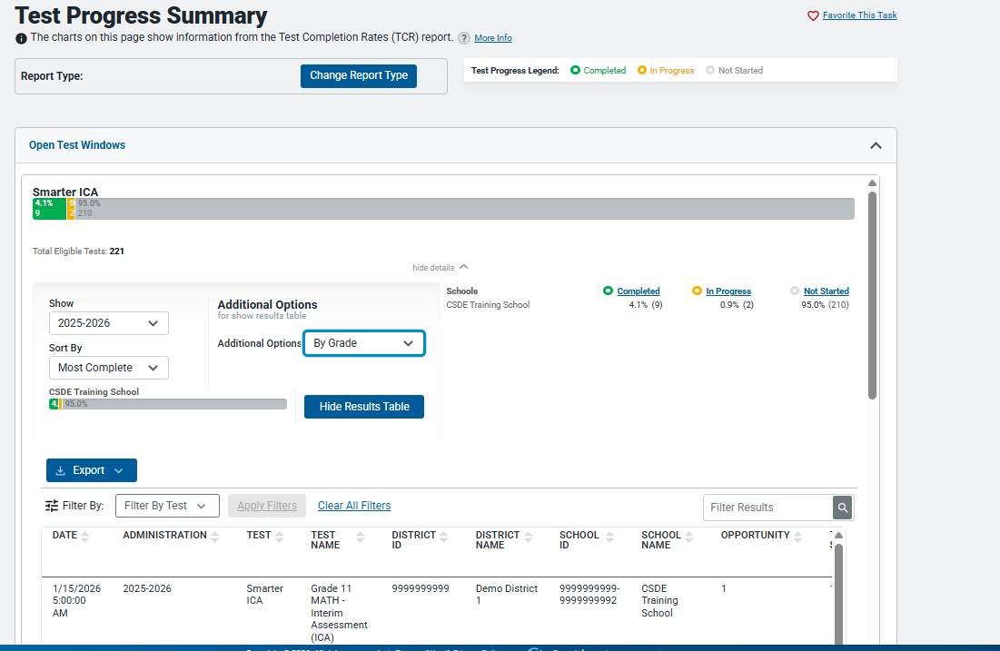 Test Progress Summary
Favorite This Task
The charts on this page show information from the Test Completion Rates (TCR) report. ? More Info
Report Type:
Change Report Type
Test Progress Legend: Completed In Progress Not Started
Open Test Windows
Smarter ICA
4.1% 0 95.0%
9 2 210
Total Eligible Tests: 221
hide details
Show
2025-2026
Sort By
Most Complete
CSDE Training School
4. 95.0%
Additional Options
for show results table
Additional Options By Grade
Hide Results Table
Schools Completed In Progress Not Started
CSDE Training School 4.1% (9) 0.9% (2) 95.0% (210)
Export
Filter By: Filter By Test Apply Filters Clear All Filters
Filter Results
DATE ADMINISTRATION TEST TEST NAME DISTRICT ID DISTRICT NAME SCHOOL ID SCHOOL NAME OPPORTUNITY
1/15/2026 5:00:00 AM 2025-2026 Smarter ICA Grade 11 MATH - Interim Assessment (ICA) 9999999999 Demo District 1 9999999999-9999999992 CSDE Training School 1